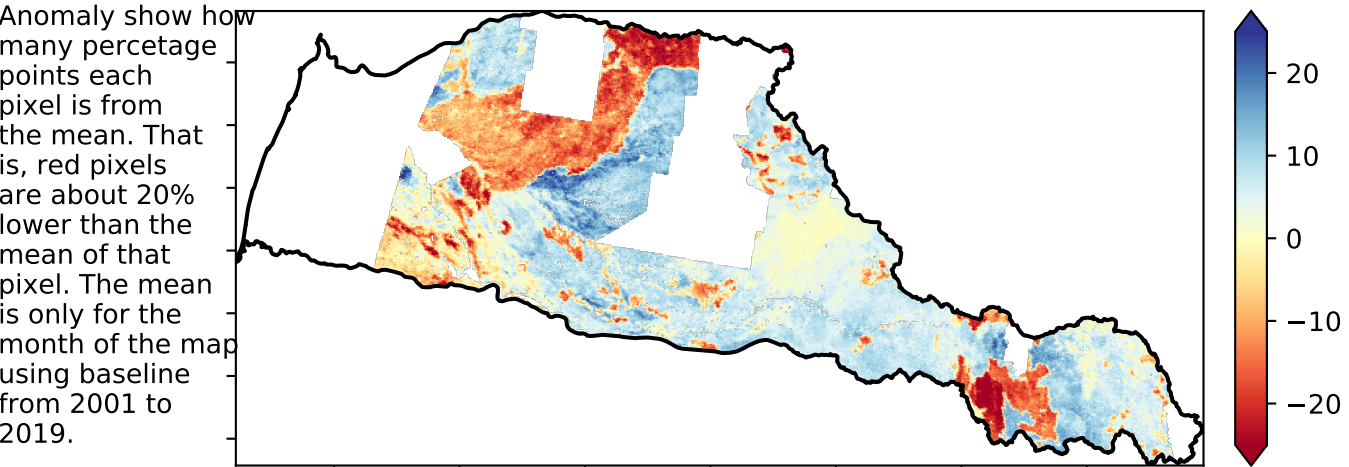 Anomaly show how
many percetage
points each
pixel is from
the mean. That
is, red pixels
are about 20%
lower than the
mean of that
pixel. The mean
is only for the
month of the map
using baseline
from 2001 to
2019.
20
10
0
−10
−20